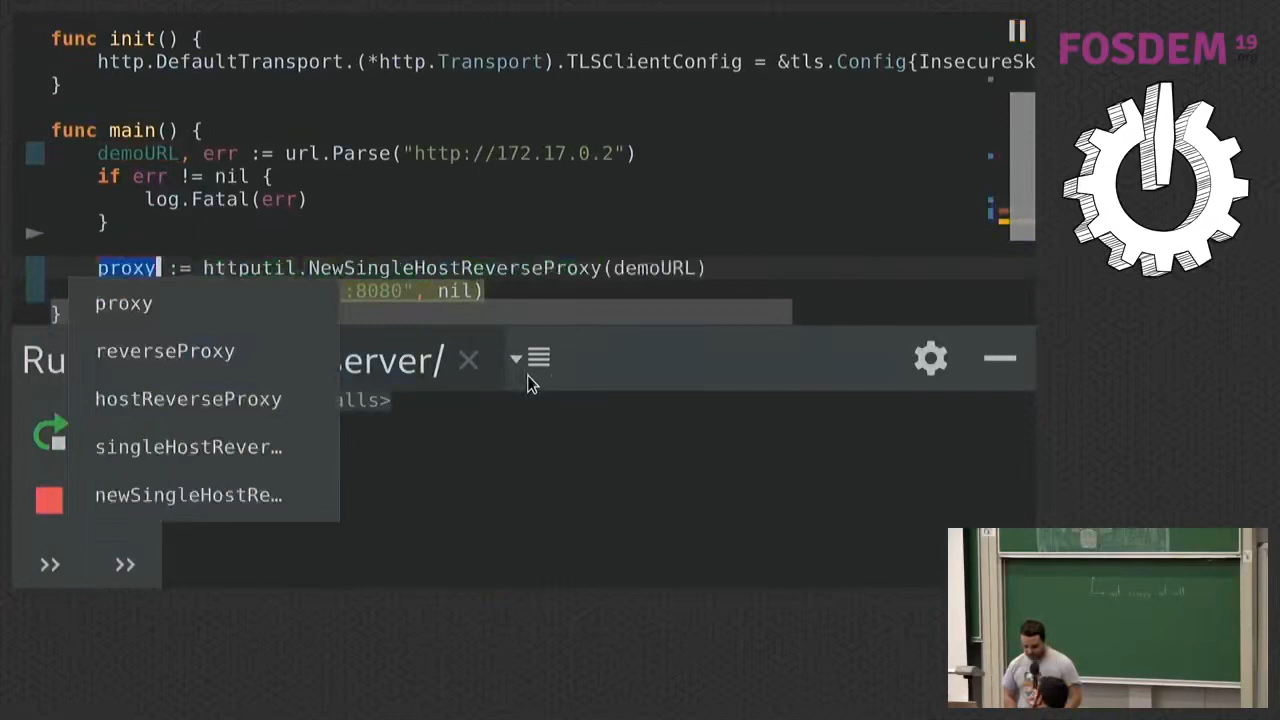 func init() {
http.DefaultTransport.(*http.Transport).TLSClientConfig = &tls.Config{InsecureSk
}
func main() {
demoURL, err := url.Parse("http://172.17.0.2")
if err != nil {
log.Fatal(err)
}
proxy := httputil.NewSingleHostReverseProxy(demoURL)
:8080", nil)
}
proxy
reverseProxy
hostReverseProxy
singleHostRever…
newSingleHostRe…
Ru
erver/
alls>
FOSDEM 19
.org